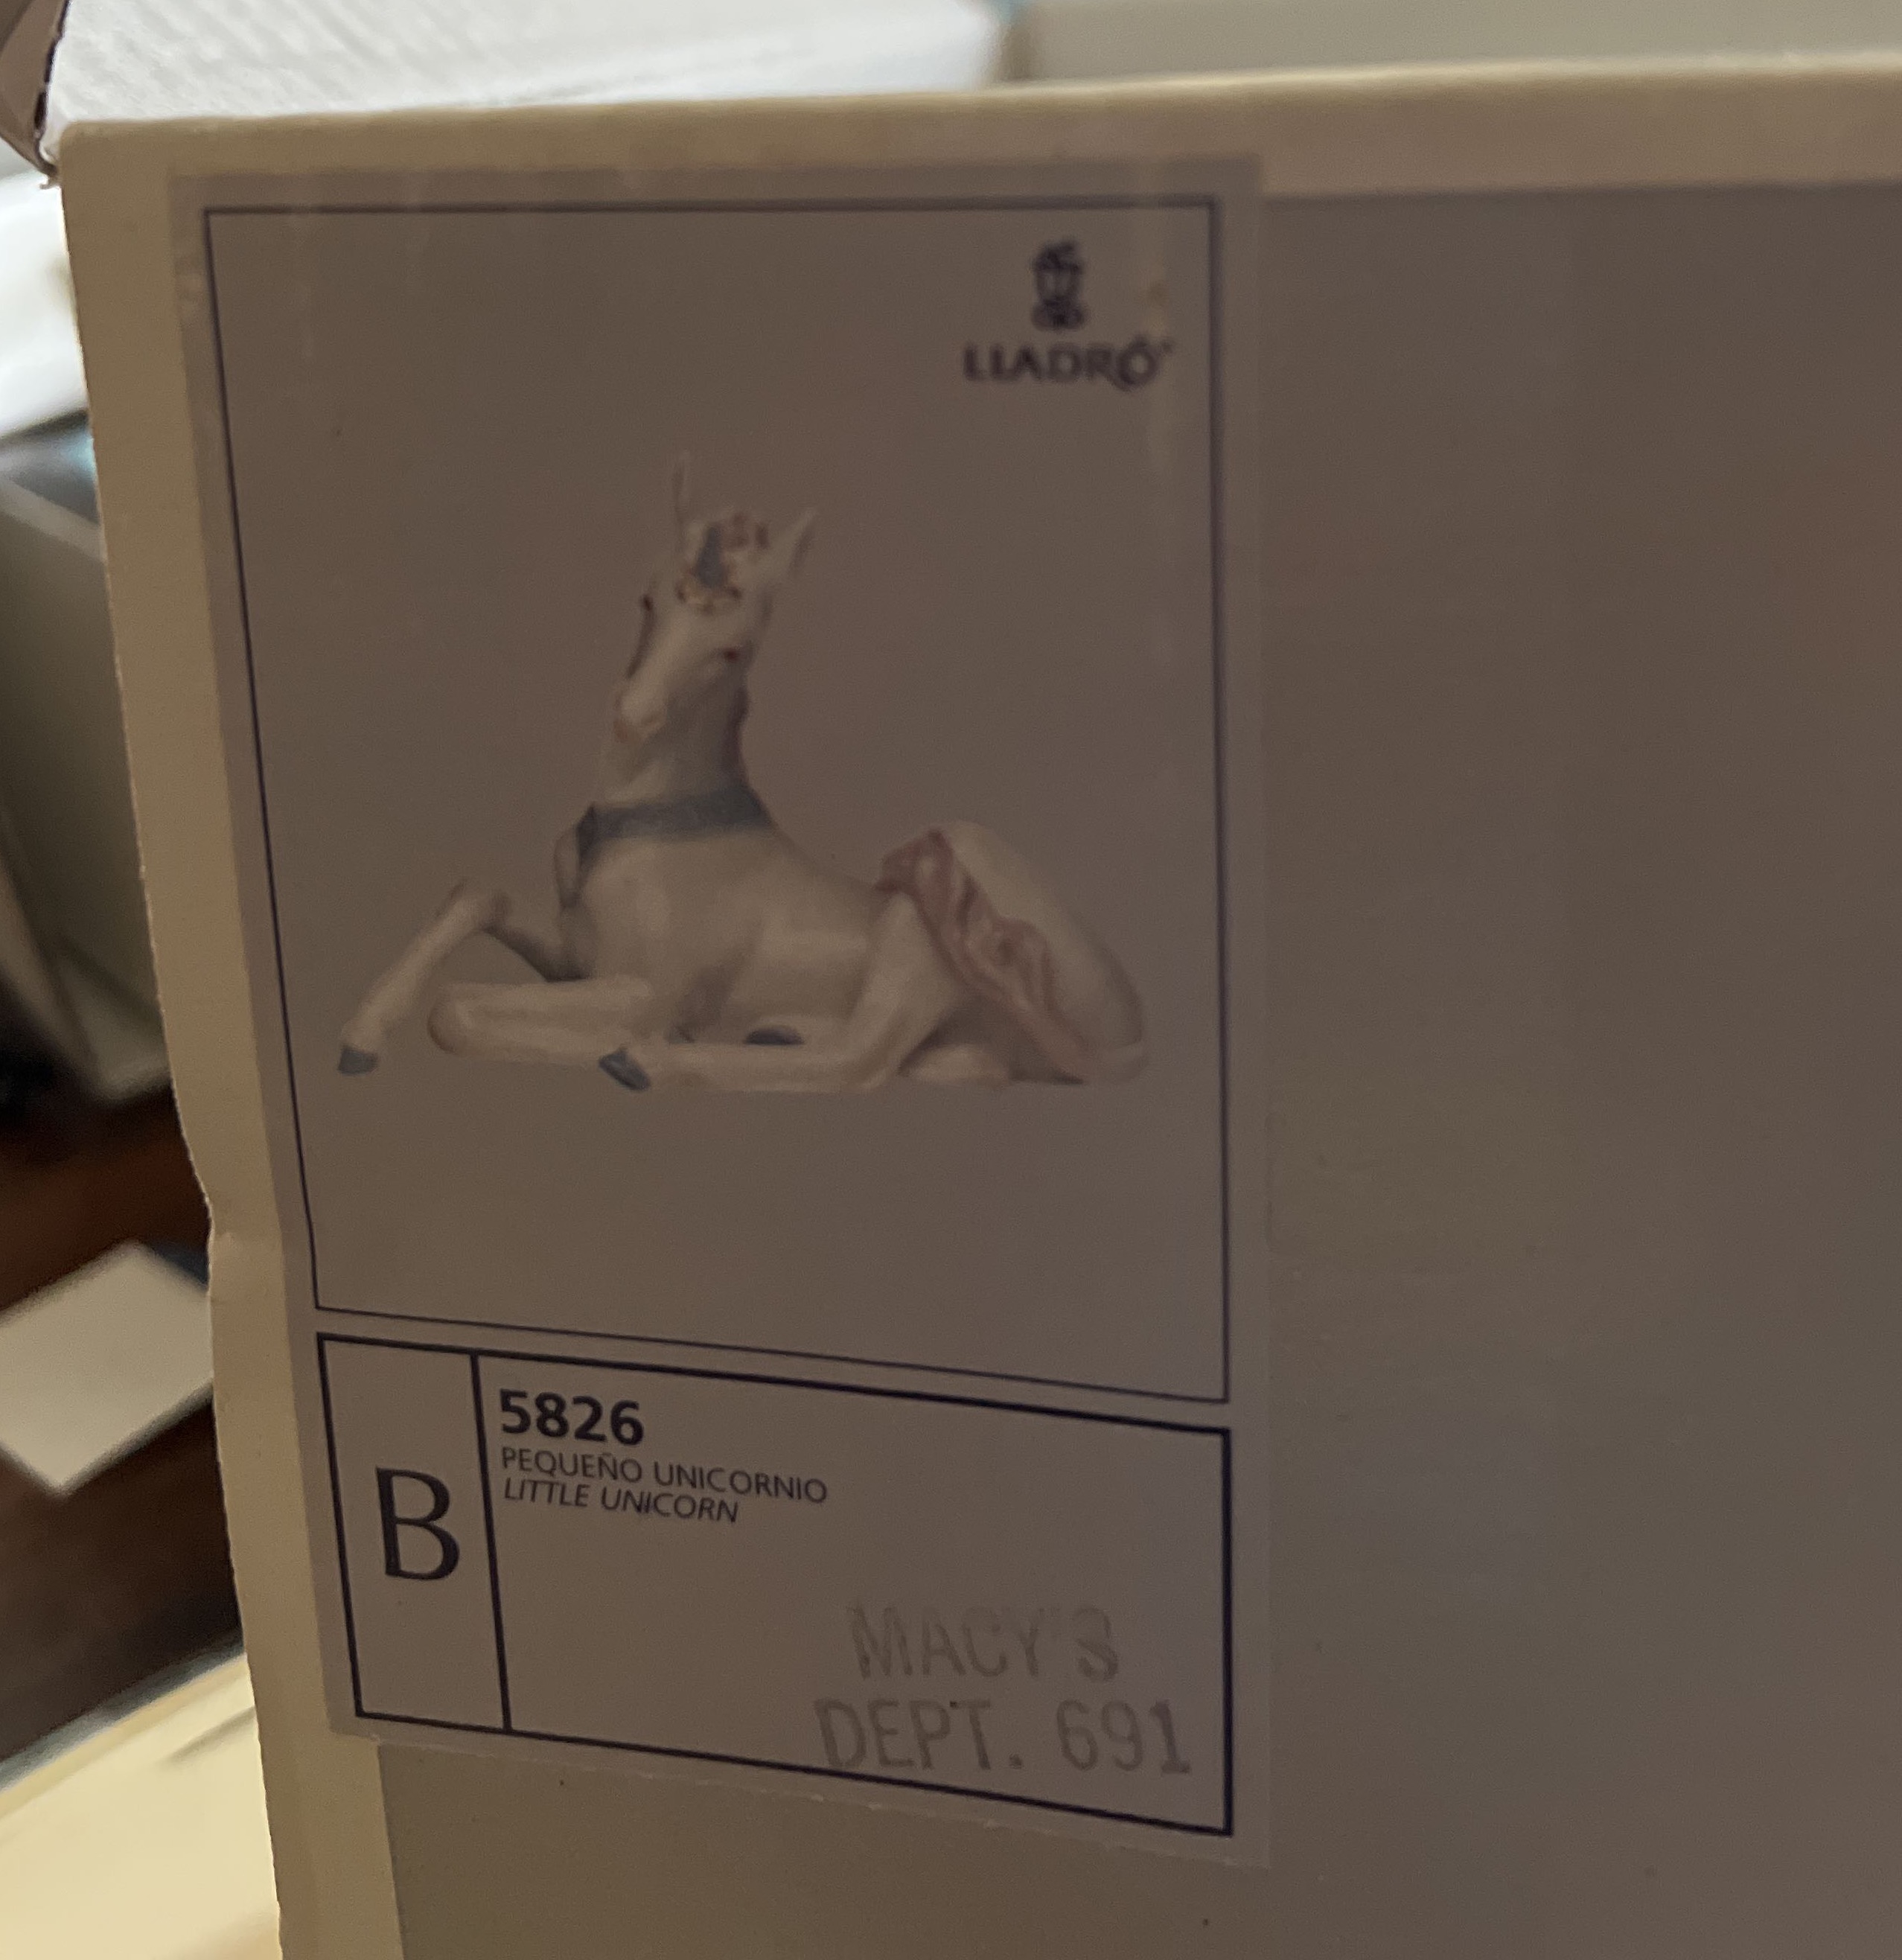 LLADRÓ
5826
PEQUEÑO UNICORNIO
LITTLE UNICORN
B
MACY'S
DEPT. 691